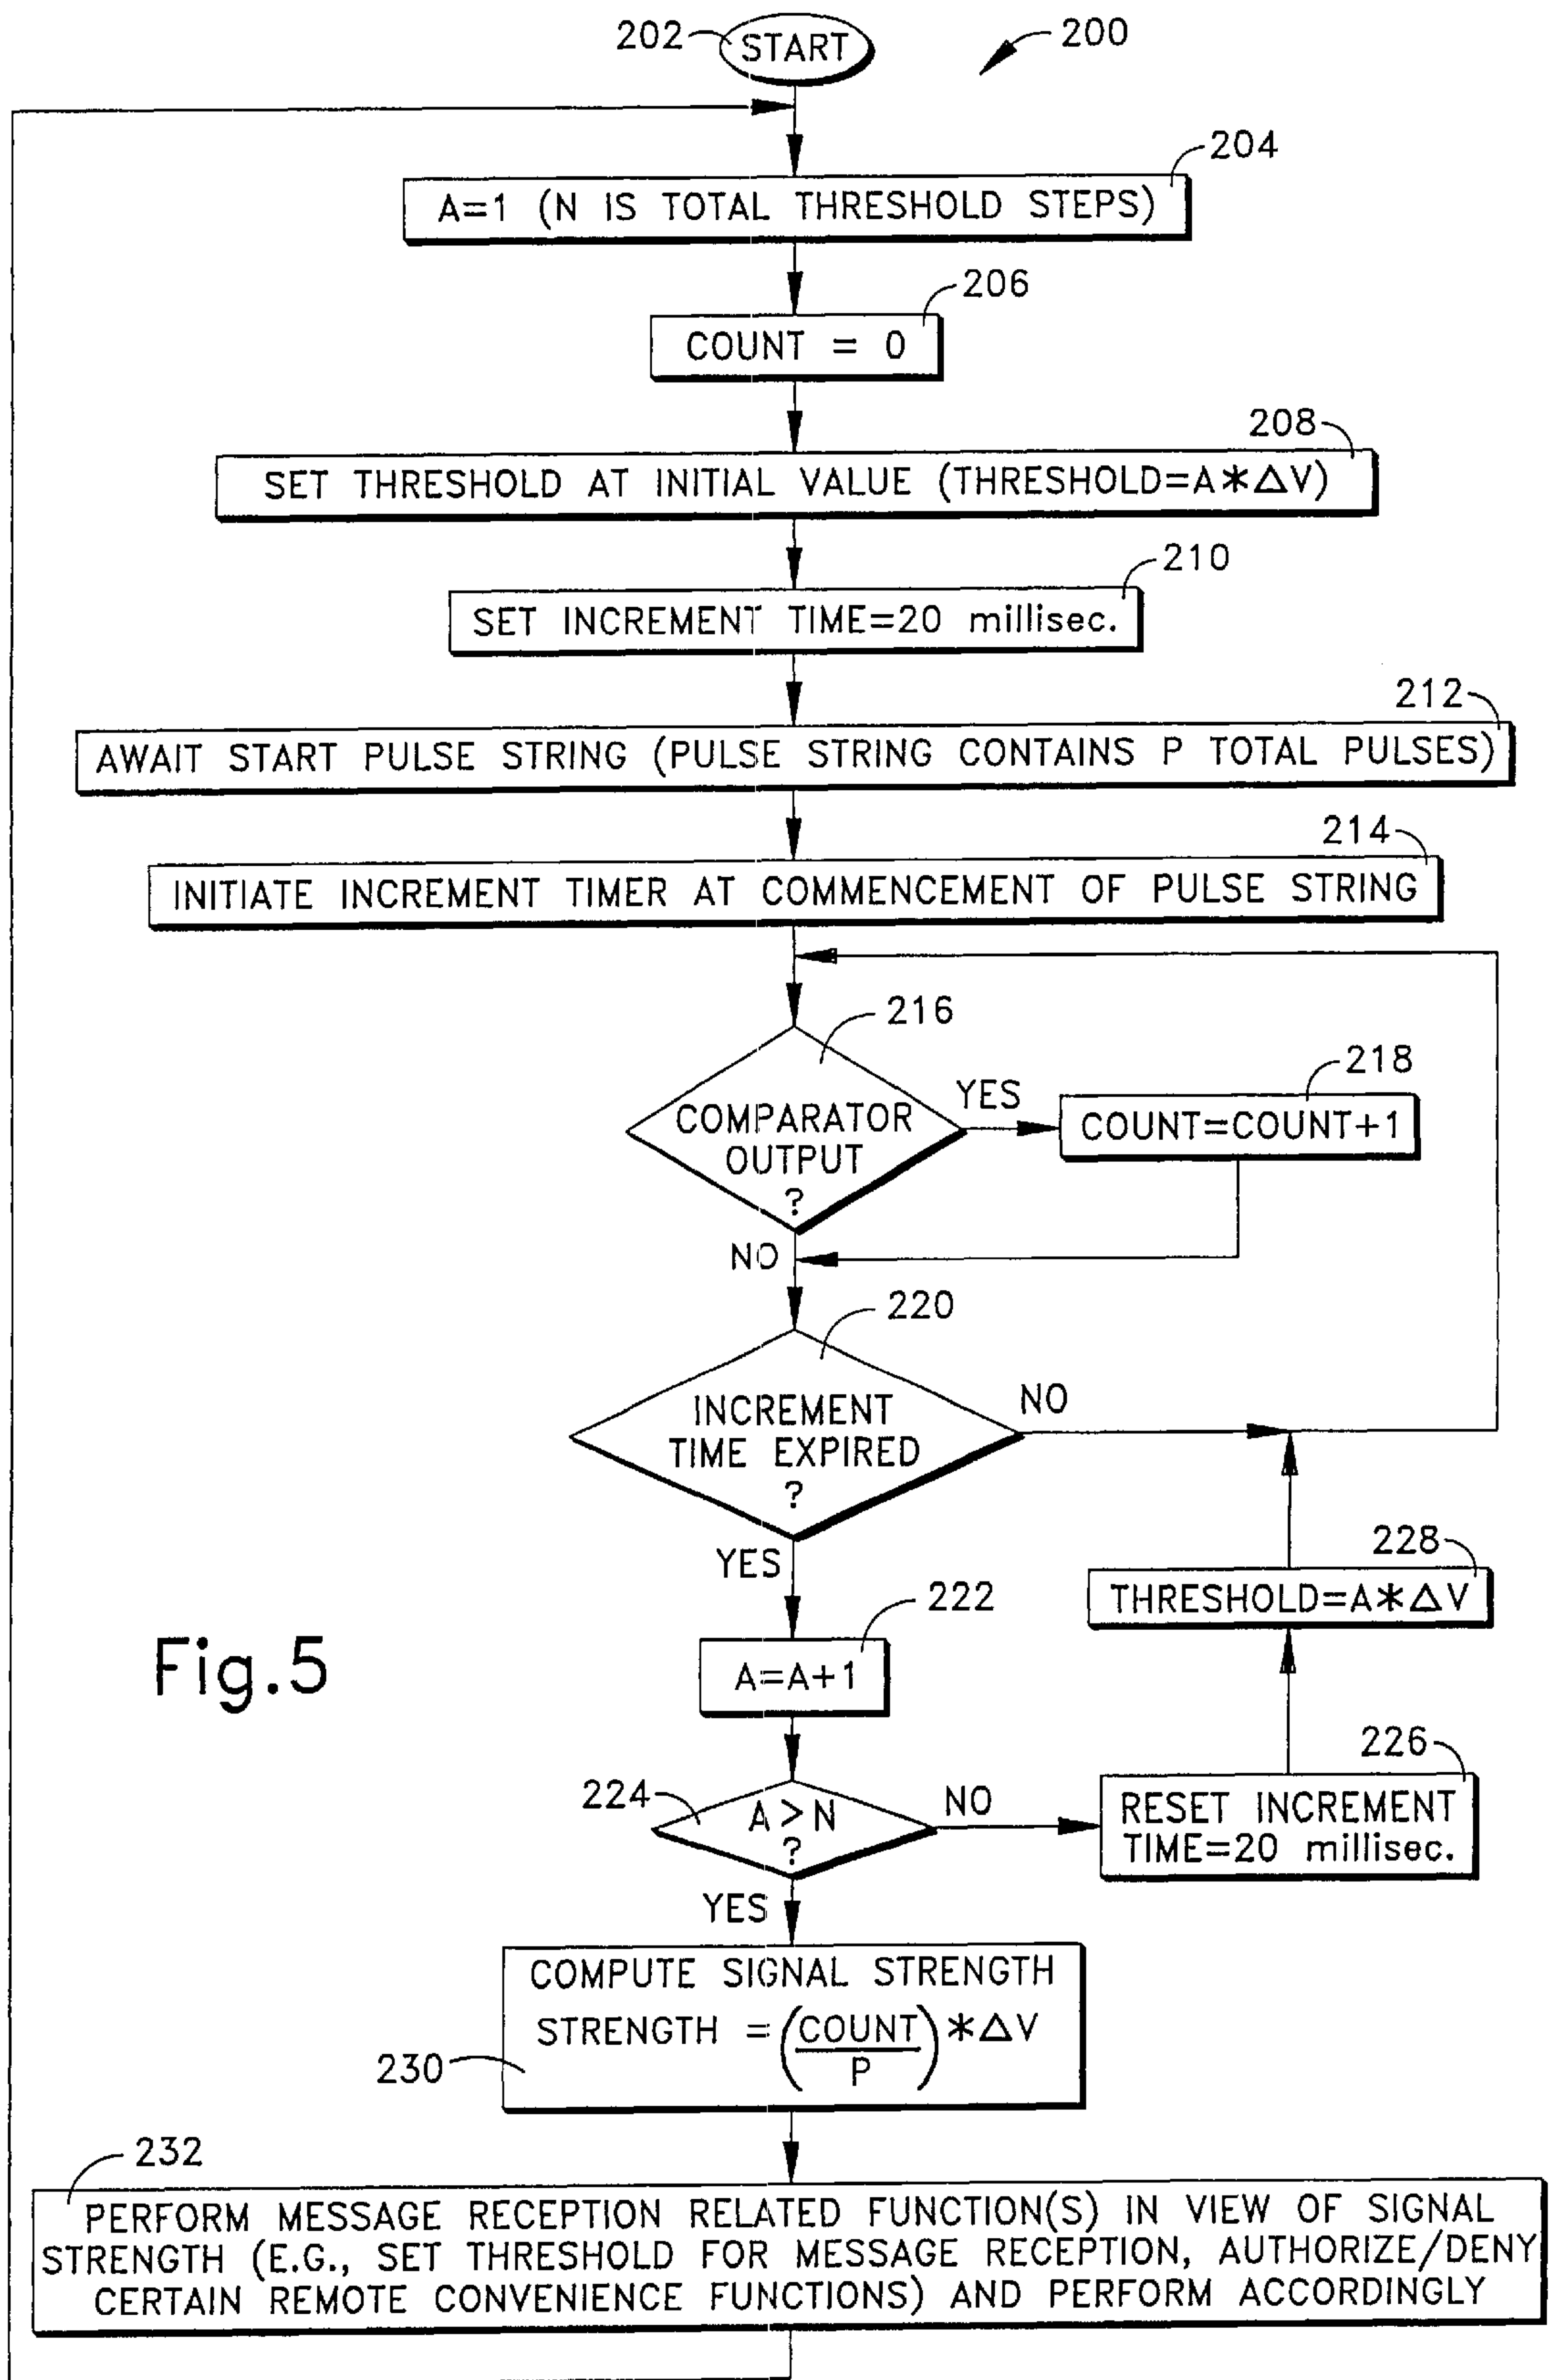 202 START
200
204
A=1 (N IS TOTAL THRESHOLD STEPS)
206
COUNT = 0
208
SET THRESHOLD AT INITIAL VALUE (THRESHOLD=A*△V)
210
SET INCREMENT TIME=20 millisec.
212
AWAIT START PULSE STRING (PULSE STRING CONTAINS P TOTAL PULSES)
214
INITIATE INCREMENT TIMER AT COMMENCEMENT OF PULSE STRING
216
COMPARATOR
OUTPUT
?
YES
218
COUNT=COUNT+1
NO
220
INCREMENT
TIME EXPIRED
?
NO
YES
228
THRESHOLD=A*△V
222
A=A+1
Fig.5
224
A>N
?
NO
226
RESET INCREMENT
TIME=20 millisec.
YES
COMPUTE SIGNAL STRENGTH
STRENGTH =(COUNT/P)*△V
230
232
PERFORM MESSAGE RECEPTION RELATED FUNCTION(S) IN VIEW OF SIGNAL
STRENGTH (E.G., SET THRESHOLD FOR MESSAGE RECEPTION, AUTHORIZE/DENY
CERTAIN REMOTE CONVENIENCE FUNCTIONS) AND PERFORM ACCORDINGLY